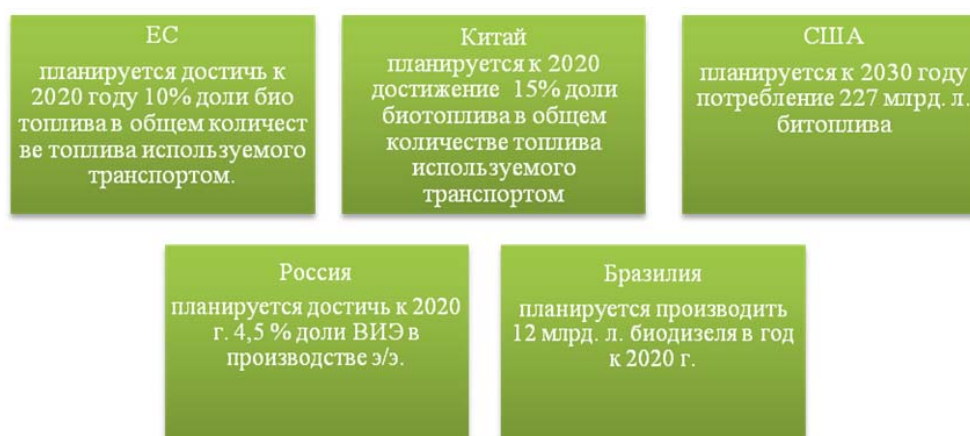 ЕС
планируется достичь к
2020 году 10% доли био
топлива в общем количест
ве топлива используемого
транспортом.
Китай
планируется к 2020
достижение 15% доли
биотоплива в общем
количестве топлива
используемого
транспортом
США
планируется к 2030 году
потребление 227 млрд. л.
битоплива
Россия
планируется достичь к 2020
г. 4,5 % доли ВИЭ в
производстве э/э.
Бразилия
планируется производить
12 млрд. л. биодизеля в год
к 2020 г.